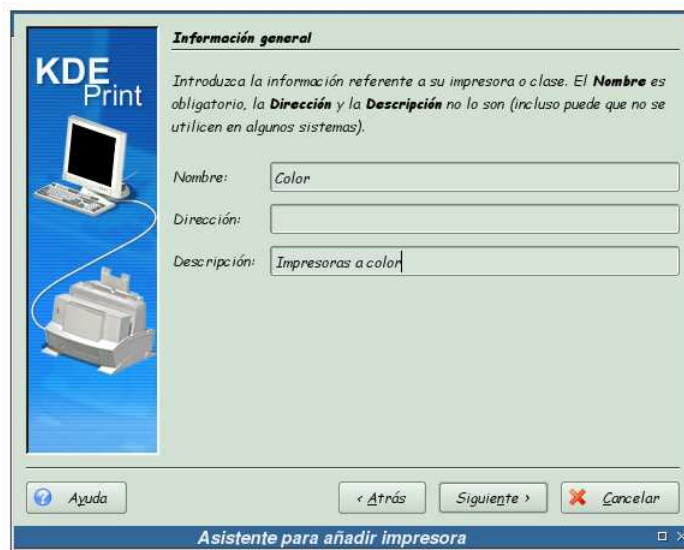 KDE
Print
Información general
Introduzca la información referente a su impresora o clase. El Nombre es
obligatorio, la Dirección y la Descripción no lo son (incluso puede que no se
utilicen en algunos sistemas).
Nombre: Color
Dirección:
Descripción: Impresoras a color
Ayuda < Atrás Siguiente > Cancelar
Asistente para añadir impresora